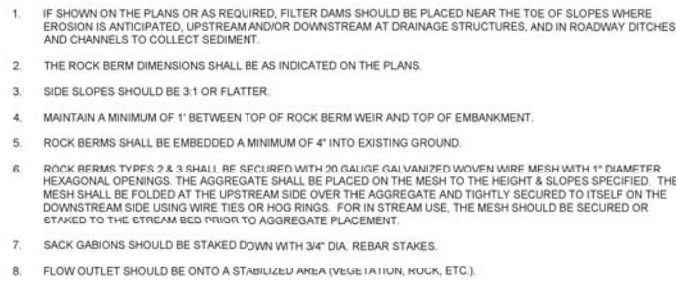 1. IF SHOWN ON THE PLANS OR AS REQUIRED, FILTER DAMS SHOULD BE PLACED NEAR THE TOE OF SLOPES WHERE
EROSION IS ANTICIPATED, UPSTREAM AND/OR DOWNSTREAM AT DRAINAGE STRUCTURES, AND IN ROADWAY DITCHES
AND CHANNELS TO COLLECT SEDIMENT.
2. THE ROCK BERM DIMENSIONS SHALL BE AS INDICATED ON THE PLANS.
3. SIDE SLOPES SHOULD BE 3:1 OR FLATTER.
4. MAINTAIN A MINIMUM OF 1' BETWEEN TOP OF ROCK BERM WEIR AND TOP OF EMBANKMENT.
5. ROCK BERMS SHALL BE EMBEDDED A MINIMUM OF 4" INTO EXISTING GROUND.
6. ROCK BERMS TYPES 2 & 3 SHALL BE SECURED WITH 20 GAUGE GALVANIZED WOVEN WIRE MESH WITH 1" DIAMETER
HEXAGONAL OPENINGS. THE AGGREGATE SHALL BE PLACED ON THE MESH TO THE HEIGHT & SLOPES SPECIFIED. THE
MESH SHALL BE FOLDED AT THE UPSTREAM SIDE OVER THE AGGREGATE AND TIGHTLY SECURED TO ITSELF ON THE
DOWNSTREAM SIDE USING WIRE TIES OR HOG RINGS. FOR IN STREAM USE, THE MESH SHOULD BE SECURED OR
STAKED TO THE STREAM BED PRIOR TO AGGREGATE PLACEMENT.
7. SACK GABIONS SHOULD BE STAKED DOWN WITH 3/4" DIA. REBAR STAKES.
8. FLOW OUTLET SHOULD BE ONTO A STABILIZED AREA (VEGETATION, ROCK, ETC.).